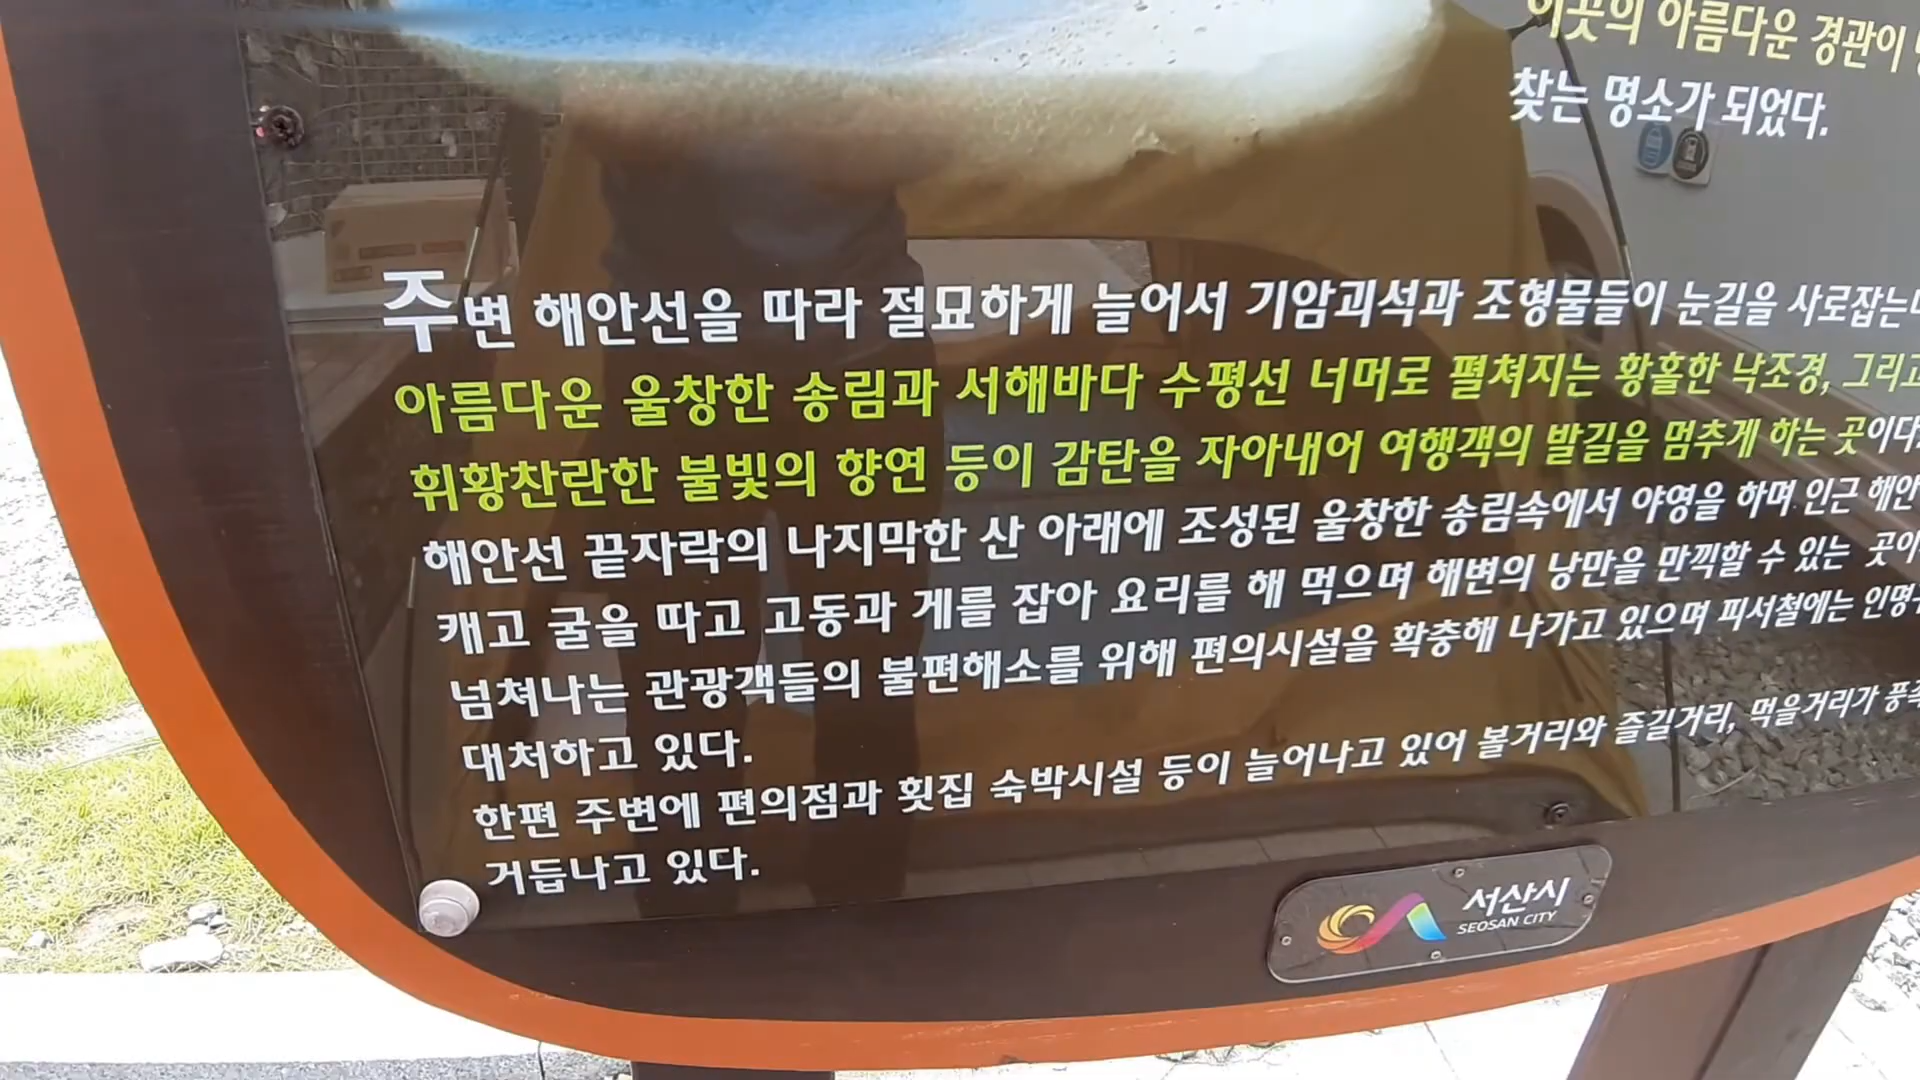 이곳의 아름다운 경관이
찾는 명소가 되었다.
주변 해안선을 따라 절묘하게 늘어서 기암괴석과 조형물들이 눈길을 사로잡는
아름다운 울창한 송림과 서해바다 수평선 너머로 펼쳐지는 황홀한 낙조경, 그리고
휘황찬란한 불빛의 향연 등이 감탄을 자아내어 여행객의 발길을 멈추게 하는 곳이다.
해안선 끝자락의 나지막한 산 아래에 조성된 울창한 송림속에서 야영을 하며 인근 해안
캐고 굴을 따고 고동과 게를 잡아 요리를 해 먹으며 해변의 낭만을 만끽할 수 있는 곳이
넘쳐나는 관광객들의 불편해소를 위해 편의시설을 확충해 나가고 있으며 피서철에는 인명
대처하고 있다.
한편 주변에 편의점과 횟집 숙박시설 등이 늘어나고 있어 볼거리와 즐길거리, 먹을거리가
거듭나고 있다.
서산시
SEOSAN CITY